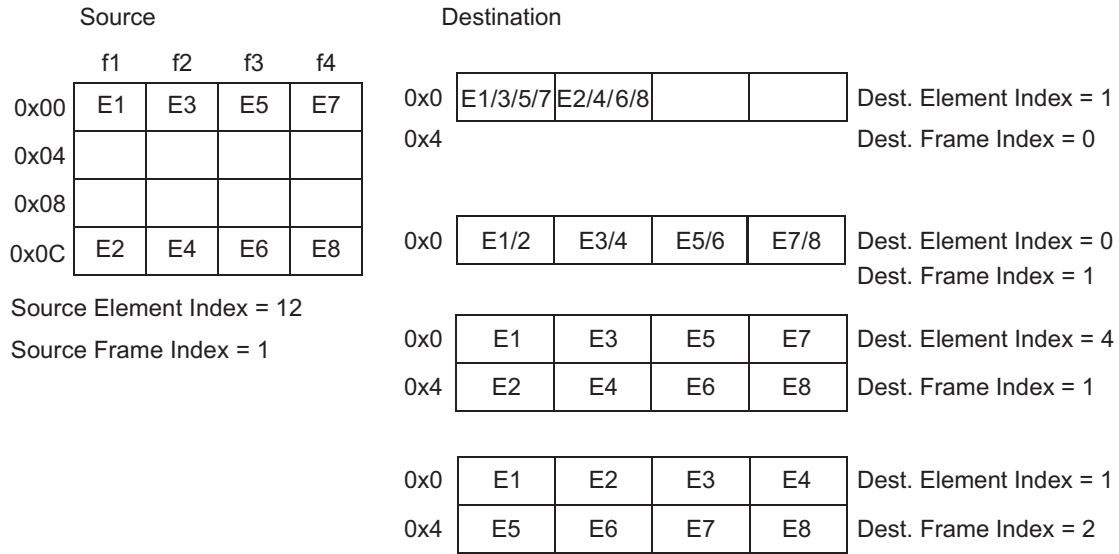 Source
f1 f2 f3 f4
0x00 E1 E3 E5 E7
0x04
0x08
0x0C E2 E4 E6 E8
Source Element Index = 12
Source Frame Index = 1
Destination
0x0 E1/3/5/7 E2/4/6/8 Dest. Element Index = 1
0x4 Dest. Frame Index = 0
0x0 E1/2 E3/4 E5/6 E7/8 Dest. Element Index = 0
Dest. Frame Index = 1
0x0 E1 E3 E5 E7 Dest. Element Index = 4
0x4 E2 E4 E6 E8 Dest. Frame Index = 1
0x0 E1 E2 E3 E4 Dest. Element Index = 1
0x4 E5 E6 E7 E8 Dest. Frame Index = 2